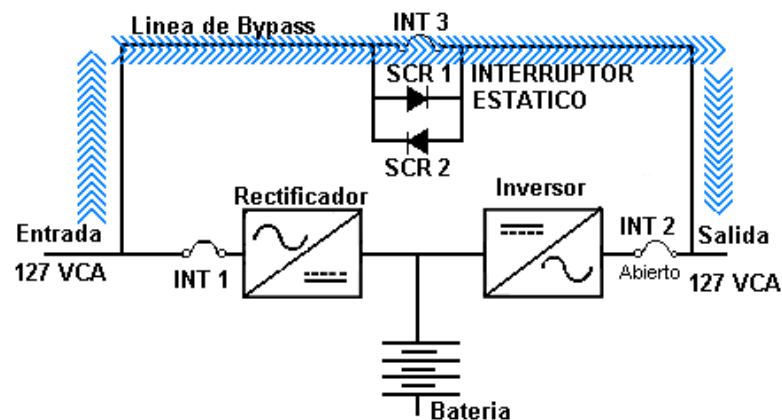 Linea de Bypass
INT 3
SCR 1
INTERRUPTOR
ESTATICO
SCR 2
Rectificador
Inversor
Entrada
127 VCA
INT 1
INT 2
Abierto
Salida
127 VCA
Bateria